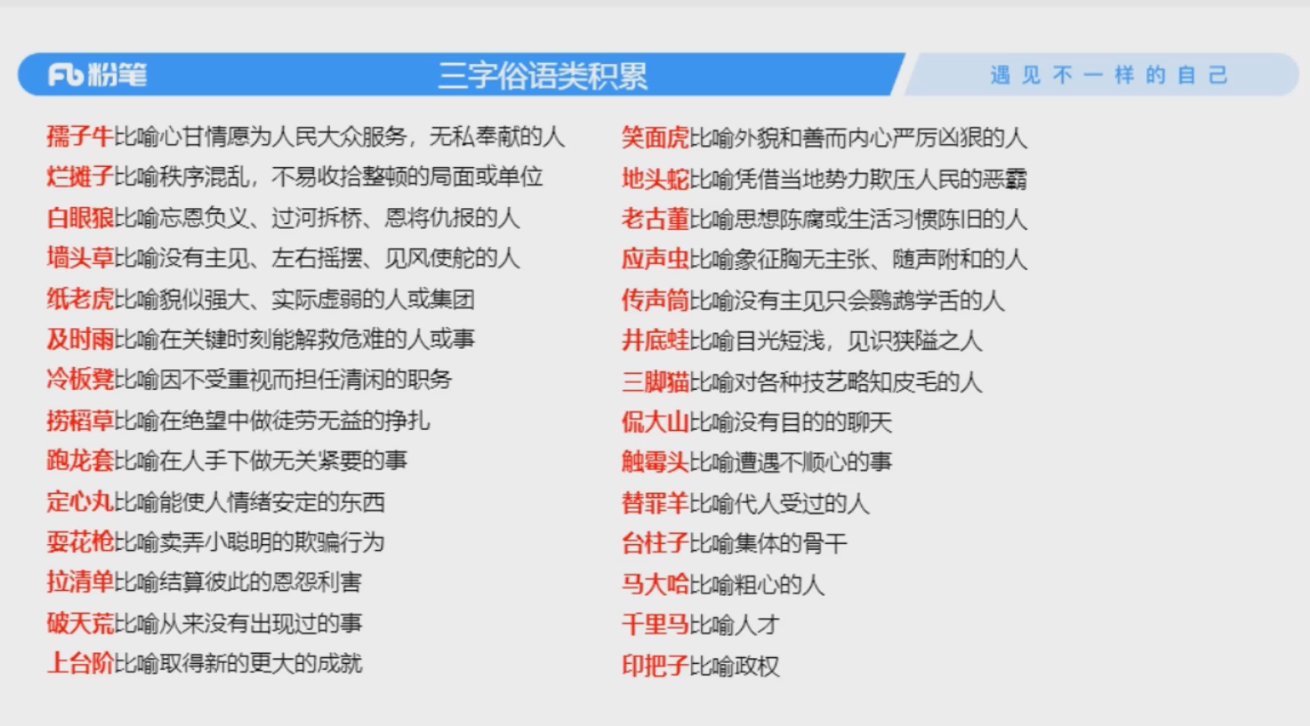 粉笔
三字俗语类积累
遇见不一样的自己
孺子牛比喻心甘情愿为人民大众服务，无私奉献的人
烂摊子比喻秩序混乱，不易收拾整顿的局面或单位
白眼狼比喻忘恩负义、过河拆桥、恩将仇报的人
墙头草比喻没有主见、左右摇摆、见风使舵的人
纸老虎比喻貌似强大、实际虚弱的人或集团
及时雨比喻在关键时刻能解救危难的人或事
冷板凳比喻因不受重视而担任清闲的职务
捞稻草比喻在绝望中做徒劳无益的挣扎
跑龙套比喻在人手下做无关紧要的事
定心丸比喻能使人情绪安定的东西
耍花枪比喻卖弄小聪明的欺骗行为
拉清单比喻结算彼此的恩怨利害
破天荒比喻从来没有出现过的事
上台阶比喻取得新的更大的成就
笑面虎比喻外貌和善而内心严厉凶狠的人
地头蛇比喻凭借当地势力欺压人民的恶霸
老古董比喻思想陈腐或生活习惯陈旧的人
应声虫比喻象征胸无主张、随声附和的人
传声筒比喻没有主见只会鹦鹉学舌的人
井底蛙比喻目光短浅，见识狭隘之人
三脚猫比喻对各种技艺略知皮毛的人
侃大山比喻没有目的的聊天
触霉头比喻遭遇不顺心的事
替罪羊比喻代人受过的人
台柱子比喻集体的骨干
马大哈比喻粗心的人
千里马比喻人才
印把子比喻政权